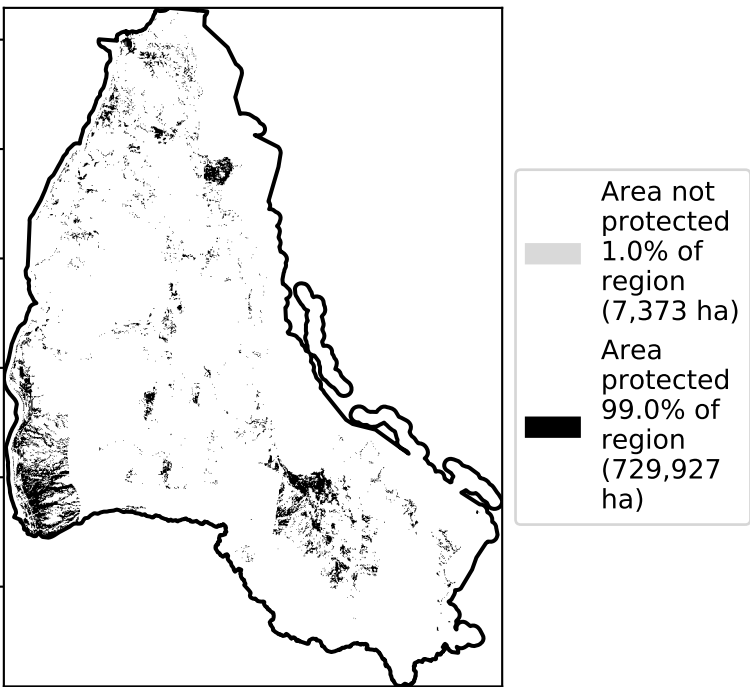 Area not
protected
1.0% of
region
(7,373 ha)
Area
protected
99.0% of
region
(729,927
ha)